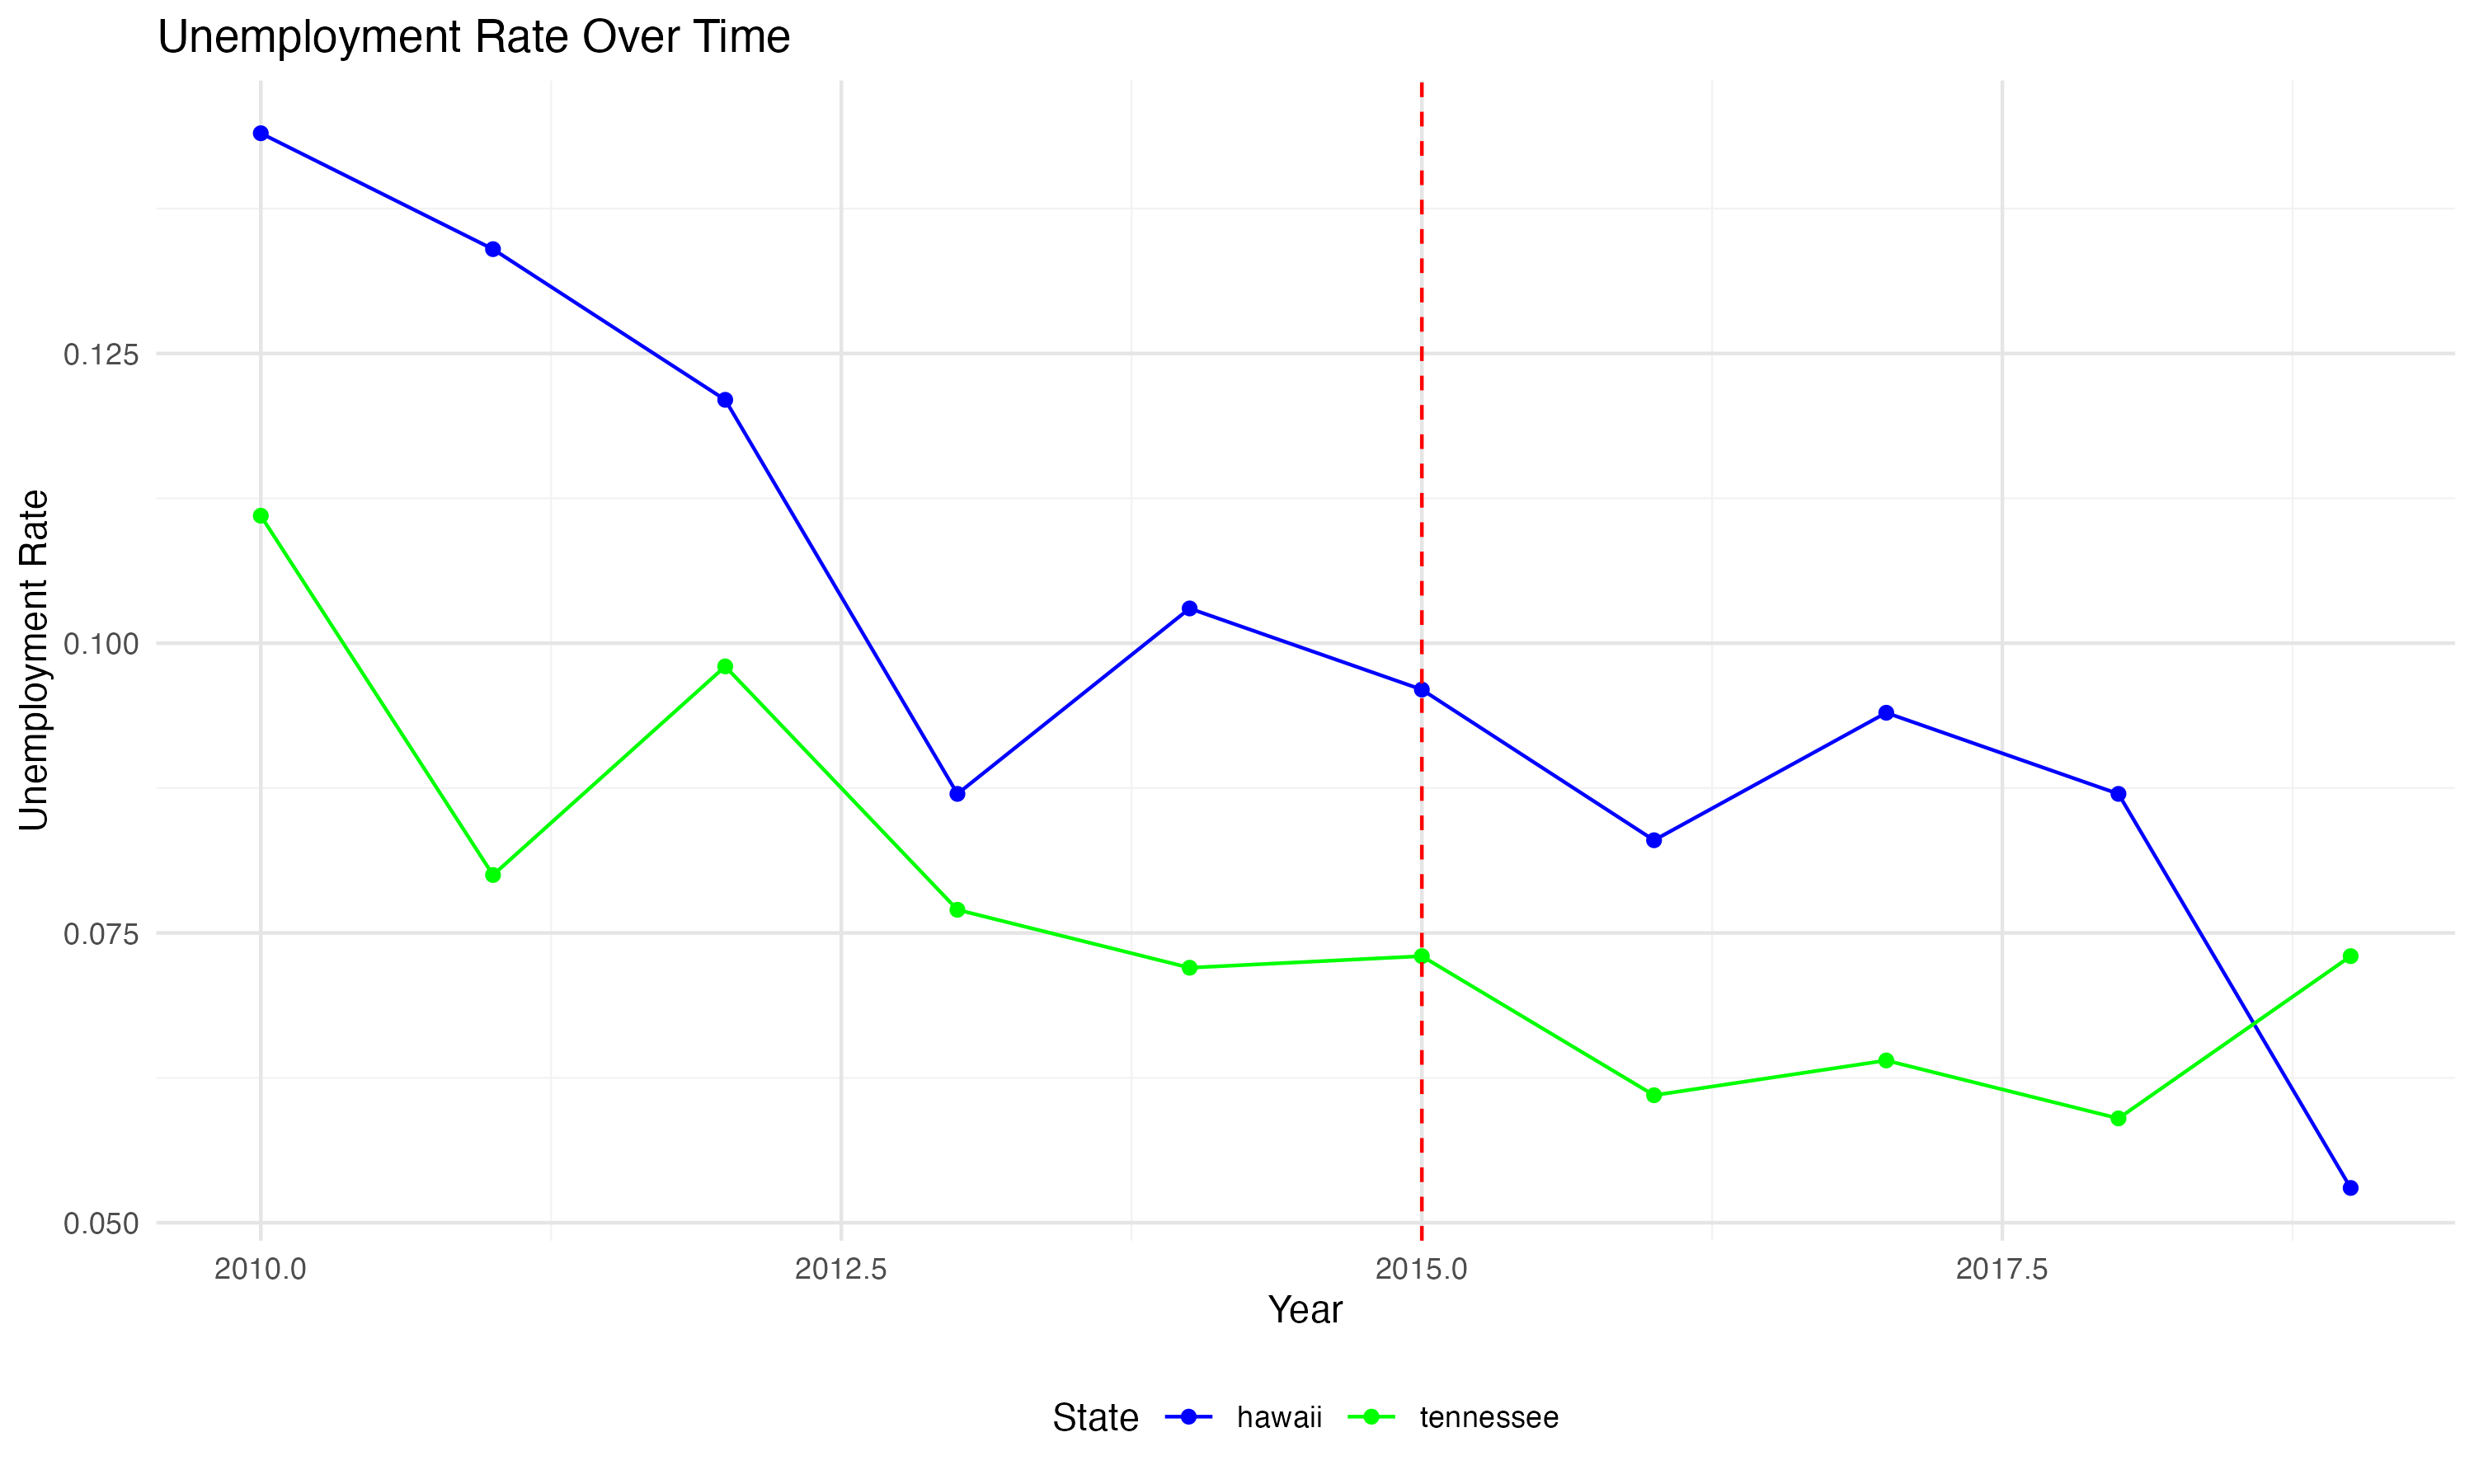 Unemployment Rate Over Time
Unemployment Rate
0.125
0.100
0.075
0.050
2010.0 2012.5 2015.0 2017.5
Year
State hawaii tennessee